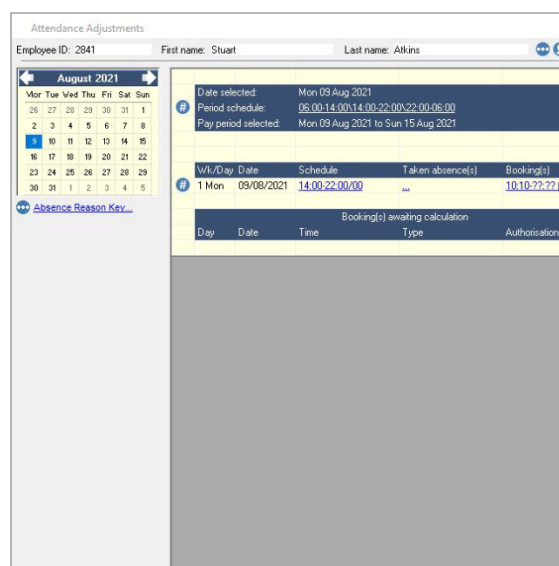 Attendance Adjustments
Employee ID: 2841 First name: Stuart Last name: Atkins
August 2021
Mor Tue Wed Thu Fri Sat Sun
26 27 28 29 30 31 1
2 3 4 5 6 7 8
9 10 11 12 13 14 15
16 17 18 19 20 21 22
23 24 25 26 27 28 29
30 31 1 2 3 4 5
Absence Reason Key...
Date selected: Mon 09 Aug 2021
# Period schedule: 06:00-14:00\14:00-22:00\22:00-06:00
Pay period selected: Mon 09 Aug 2021 to Sun 15 Aug 2021
Wk/Day Date Schedule Taken absence(s) Booking(s)
# 1 Mon 09/08/2021 14:00-22:00/00 ... 10:10-??:??
Booking(s) awaiting calculation
Day Date Time Type Authorisation